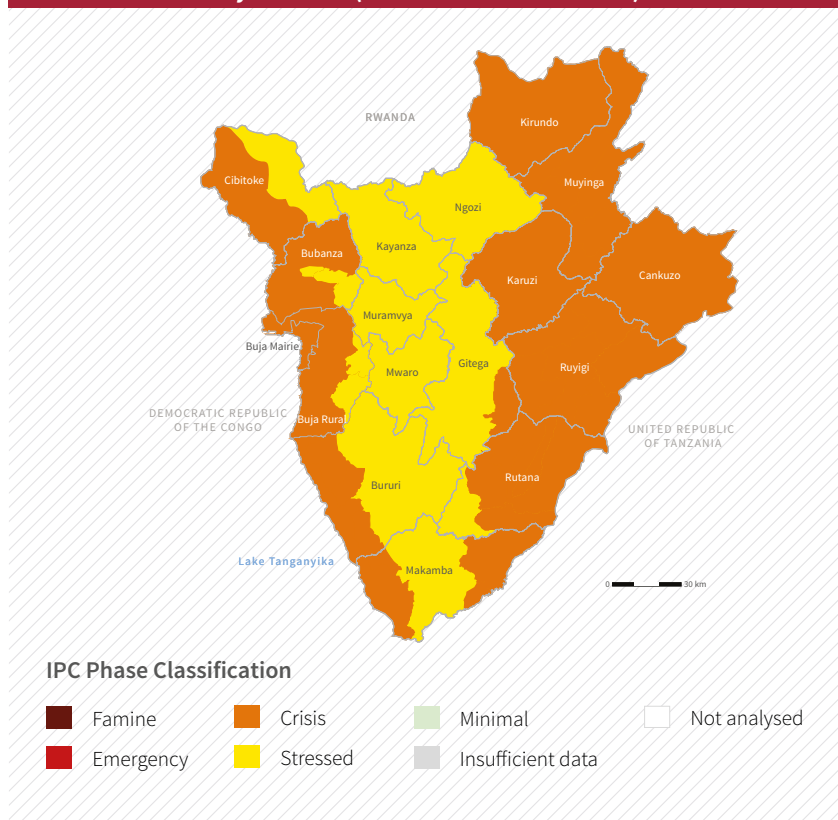 RWANDA
Kirundo
Muyinga
Cibitoke
Ngozi
Kayanza
Bubanza
Karuzi
Cankuzo
Muramvya
Buja Mairie
Gitega
Mwaro
Ruyigi
DEMOCRATIC REPUBLIC
OF THE CONGO
Buja Rural
UNITED REPUBLIC
OF TANZANIA
Rutana
Bururi
Lake Tanganyika
Makamba
0 30 km
IPC Phase Classification
Famine Crisis Minimal Not analysed
Emergency Stressed Insufficient data